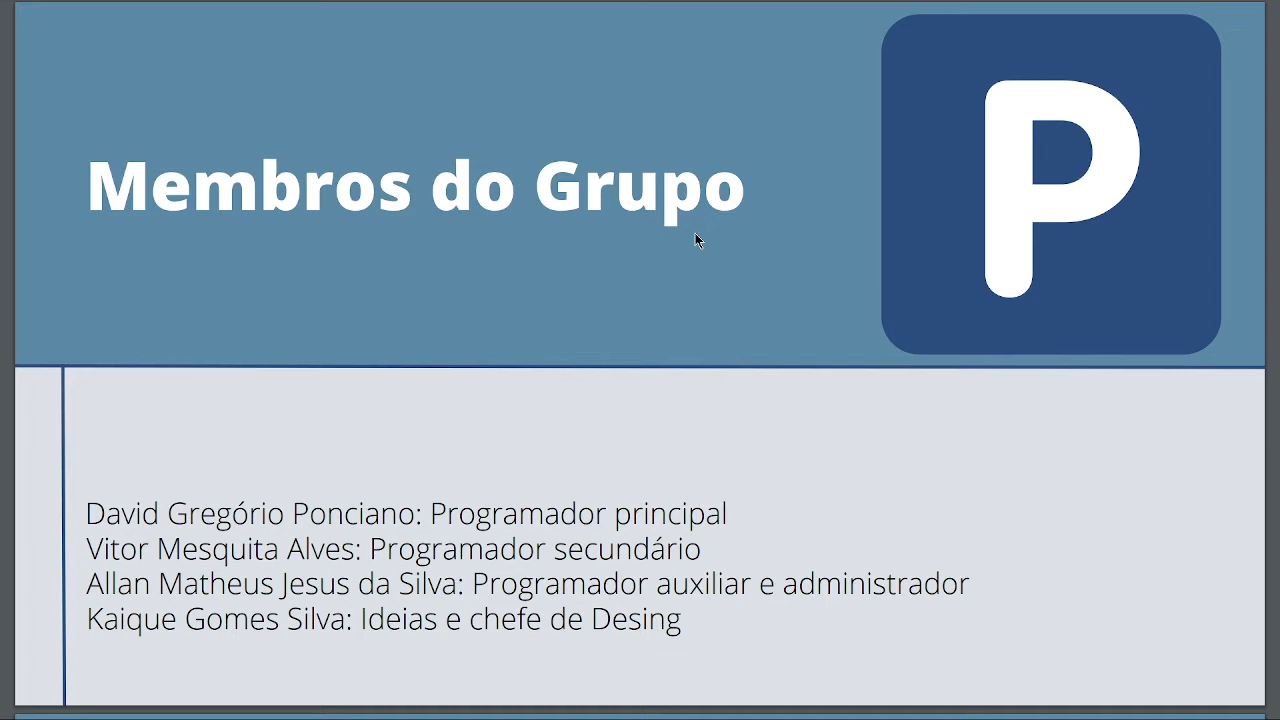 Membros do Grupo
P
David Gregório Ponciano: Programador principal
Vitor Mesquita Alves: Programador secundário
Allan Matheus Jesus da Silva: Programador auxiliar e administrador
Kaique Gomes Silva: Ideias e chefe de Desing